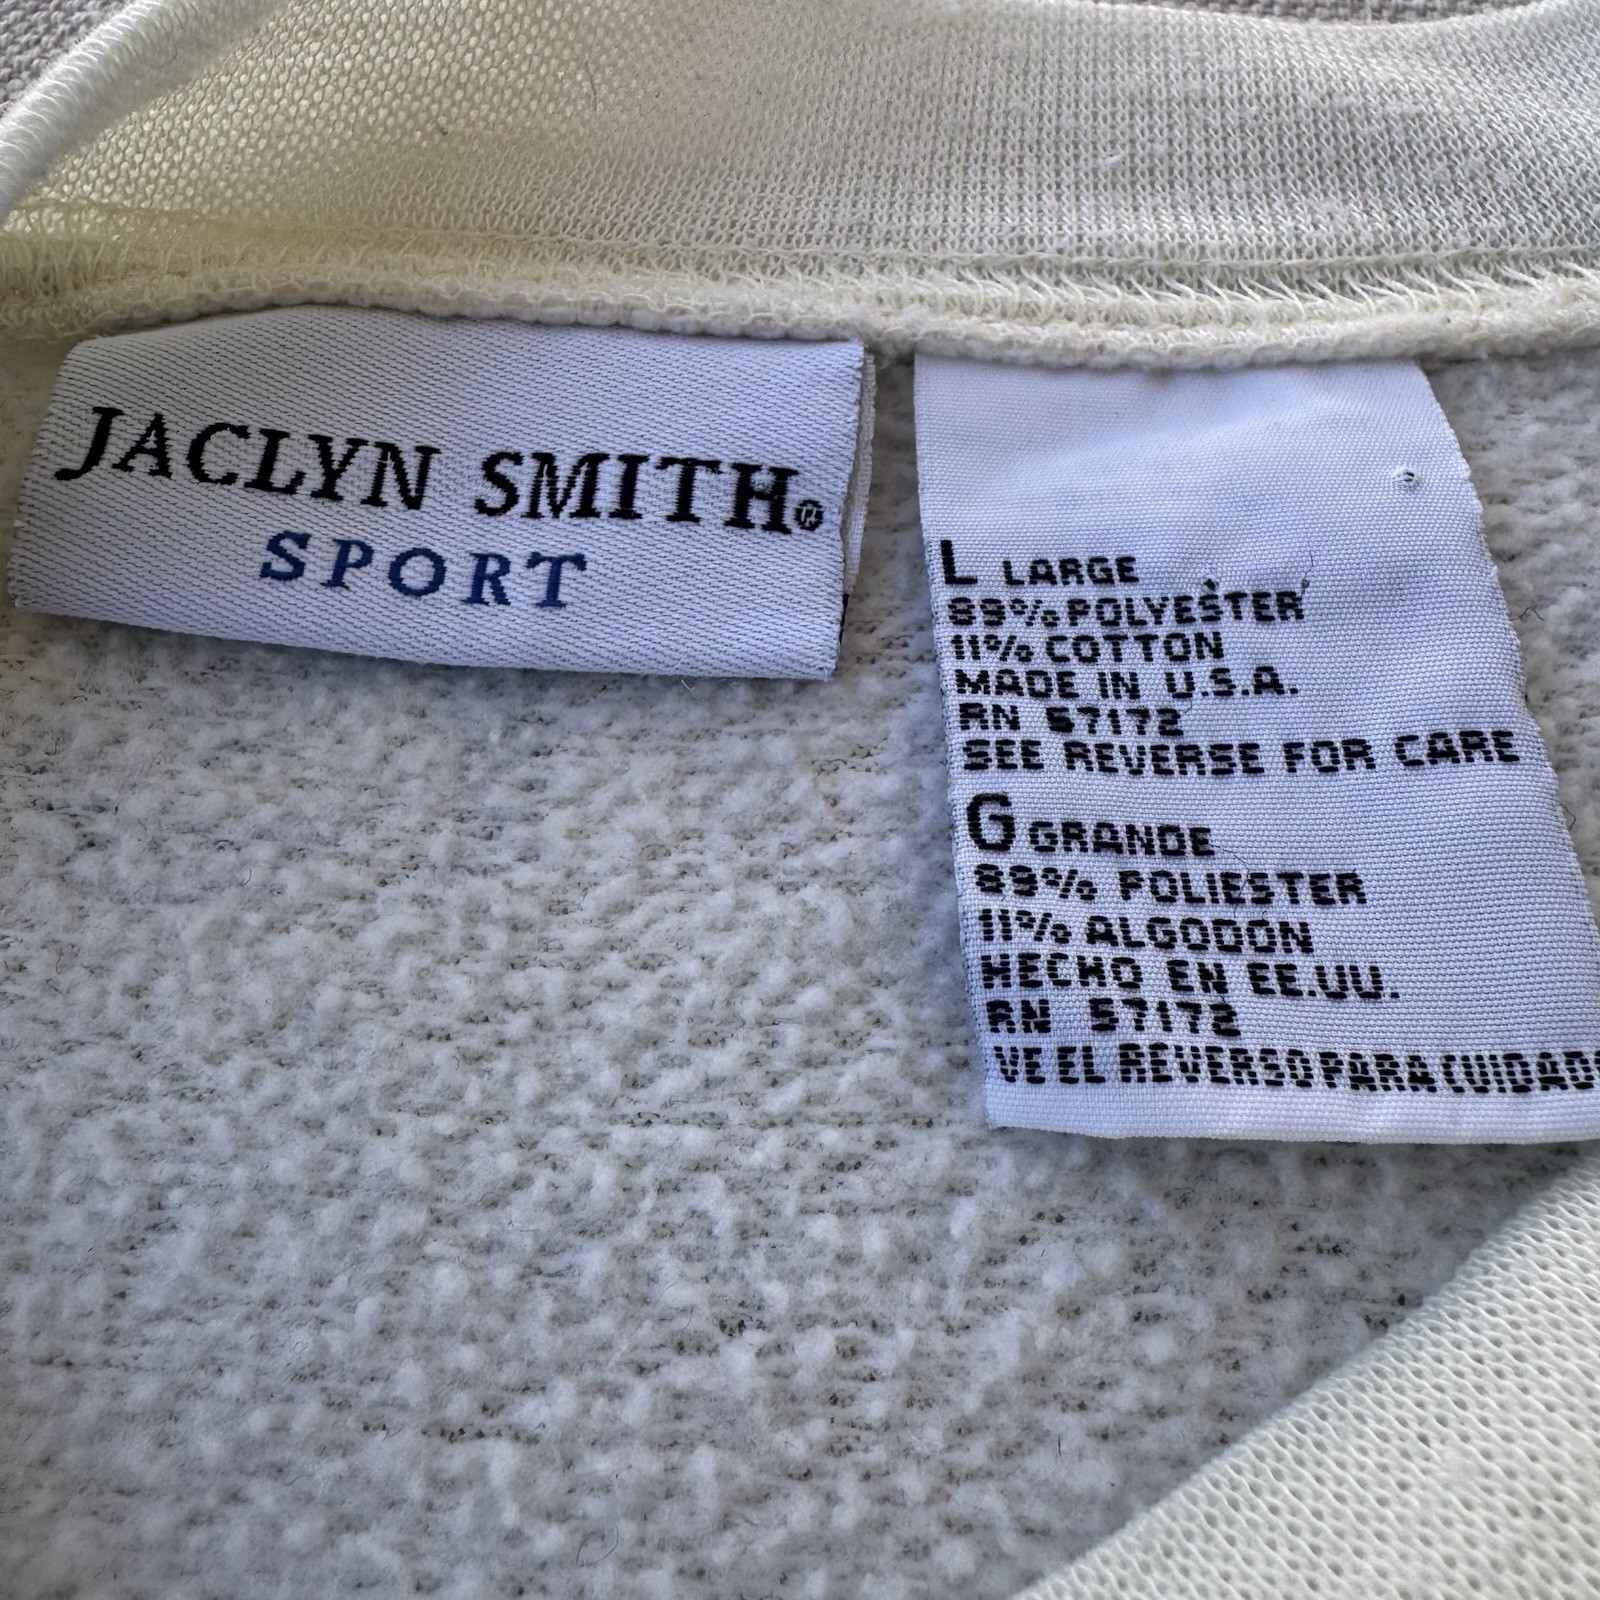 JACLYN SMITH®
SPORT
L LARGE
89% POLYESTER
11% COTTON
MADE IN U.S.A.
RN 57172
SEE REVERSE FOR CARE
G GRANDE
89% POLIESTER
11% ALGODON
HECHO EN EE.UU.
RN 57172
VE EL REVERSO PARA CUIDADO